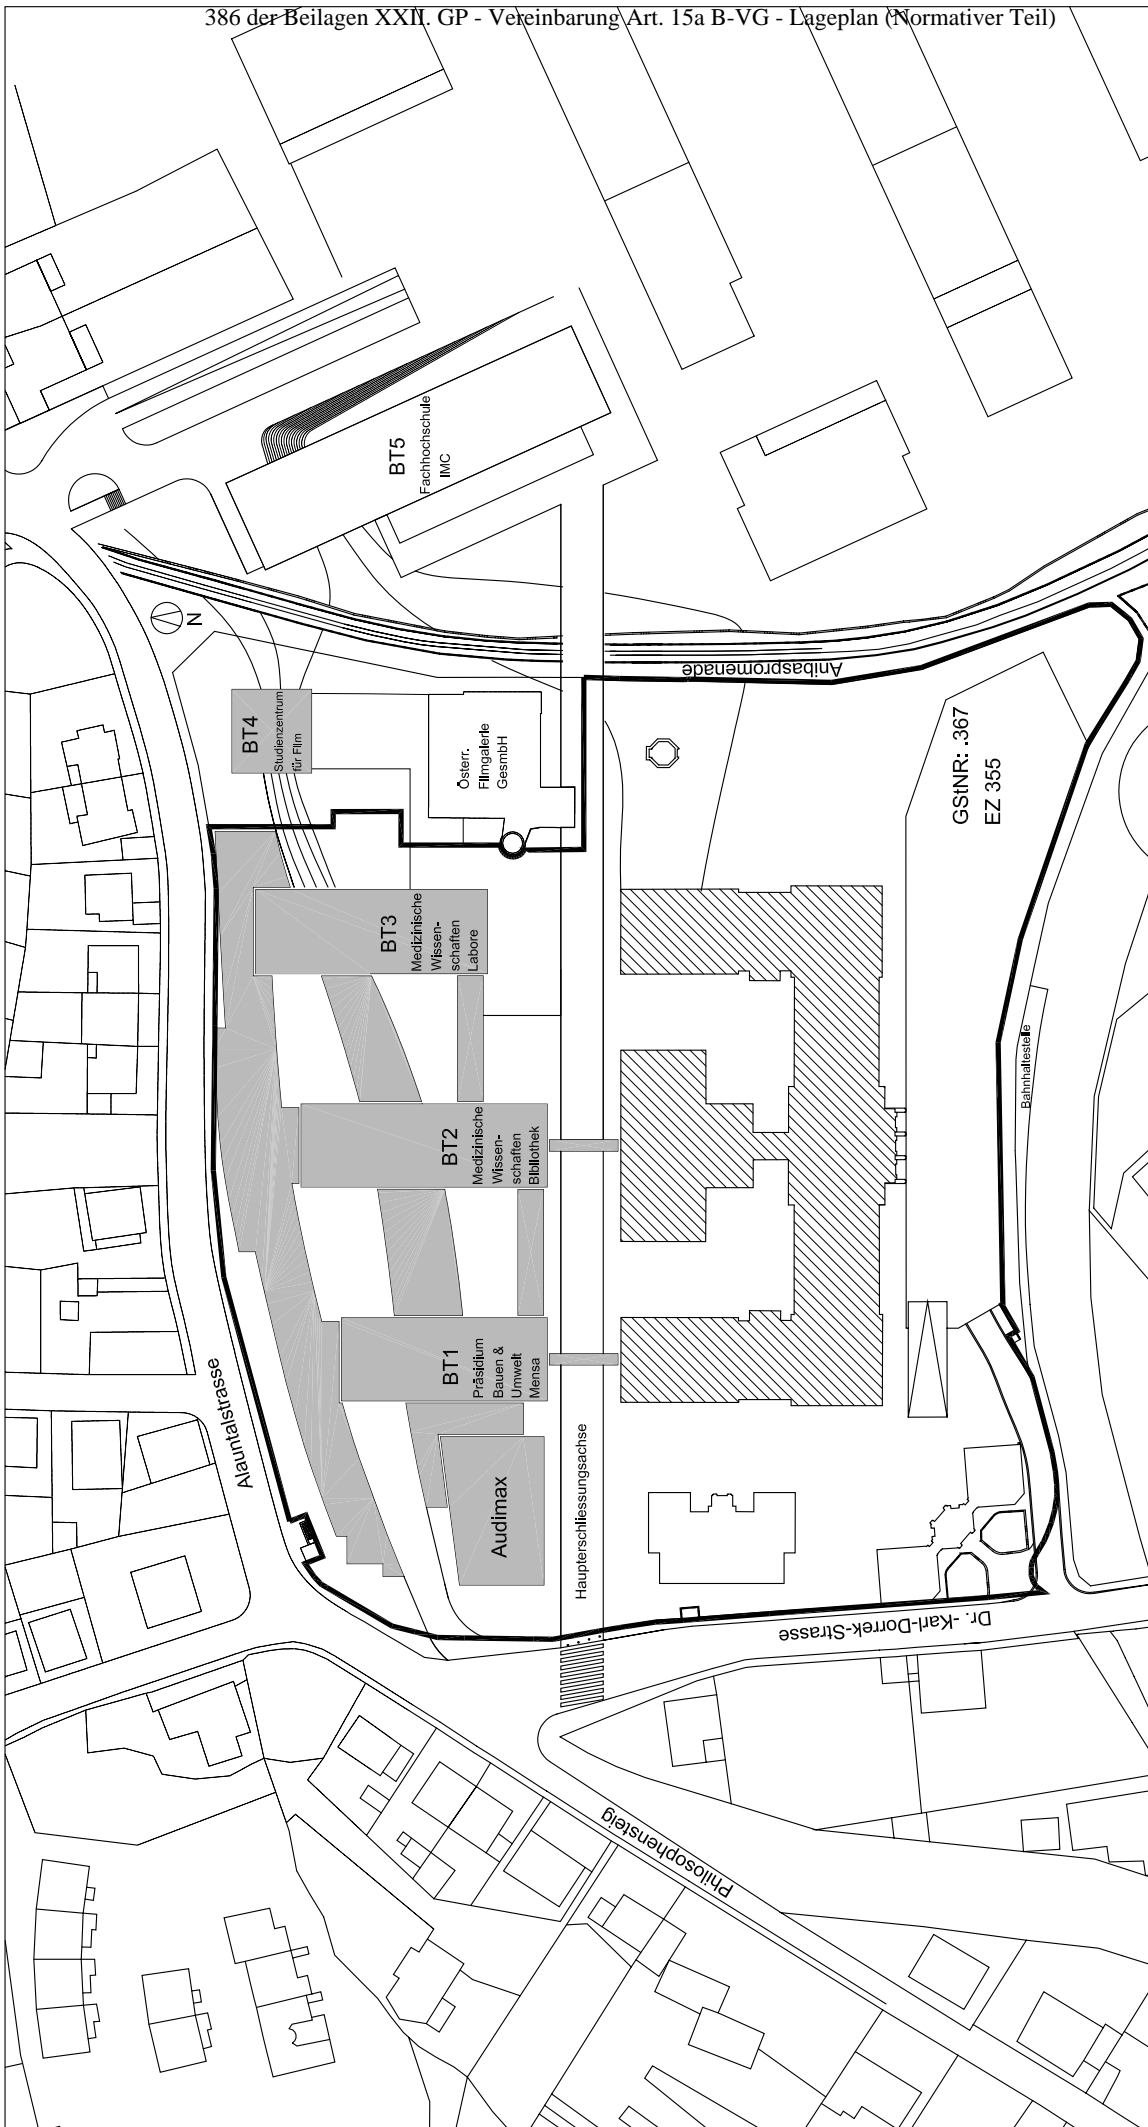 386 der Beilagen XXII. GP - Vereinbarung Art. 15a B-VG - Lageplan (Normativer Teil)
BT5
Fachhochschule
IMC
N
BT4
Studienzentrum
für Film
Österr.
Filmgalerie
GesmbH
Anibaspromenade
GStNR: .367
EZ 355
BT3
Medizinische
Wissen-
schaften
Labore
BT2
Medizinische
Wissen-
schaften
Bibliothek
Bahnhaltestelle
BT1
Präsidium
Bauen &
Umwelt
Mensa
Alauntalstrasse
Audimax
Haupterschliessungsachse
Dr. -Karl-Dorrek-Strasse
Philosophensteig